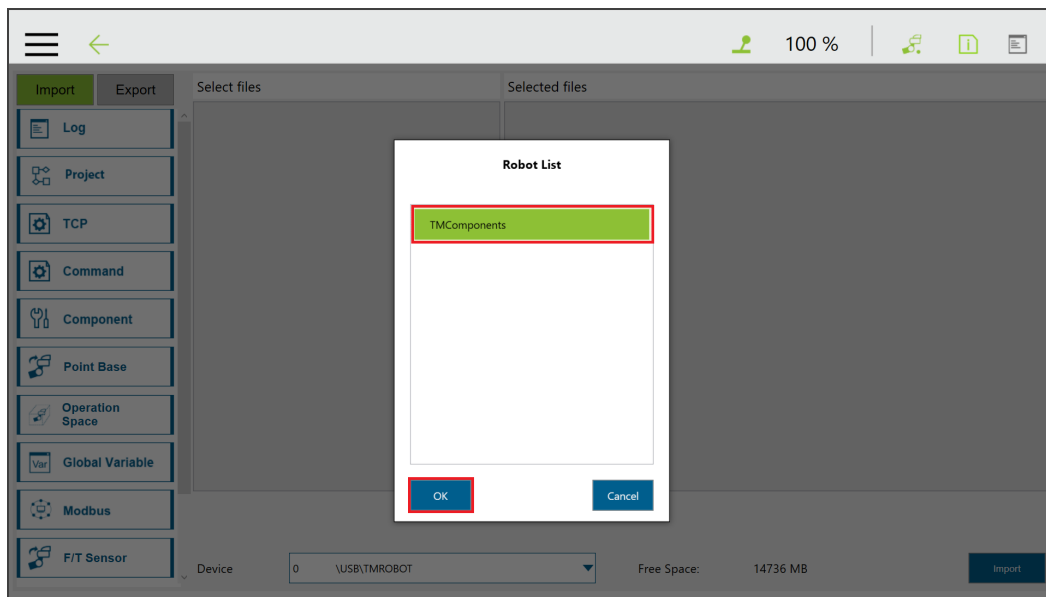 100 %
Import
Export
Select files
Selected files
Log
Project
TCP
Command
Component
Point Base
Operation
Space
Var
Global Variable
Modbus
F/T Sensor
Robot List
TMComponents
OK
Cancel
Device
0 \USB\TMROBOT
Free Space:
14736 MB
Import